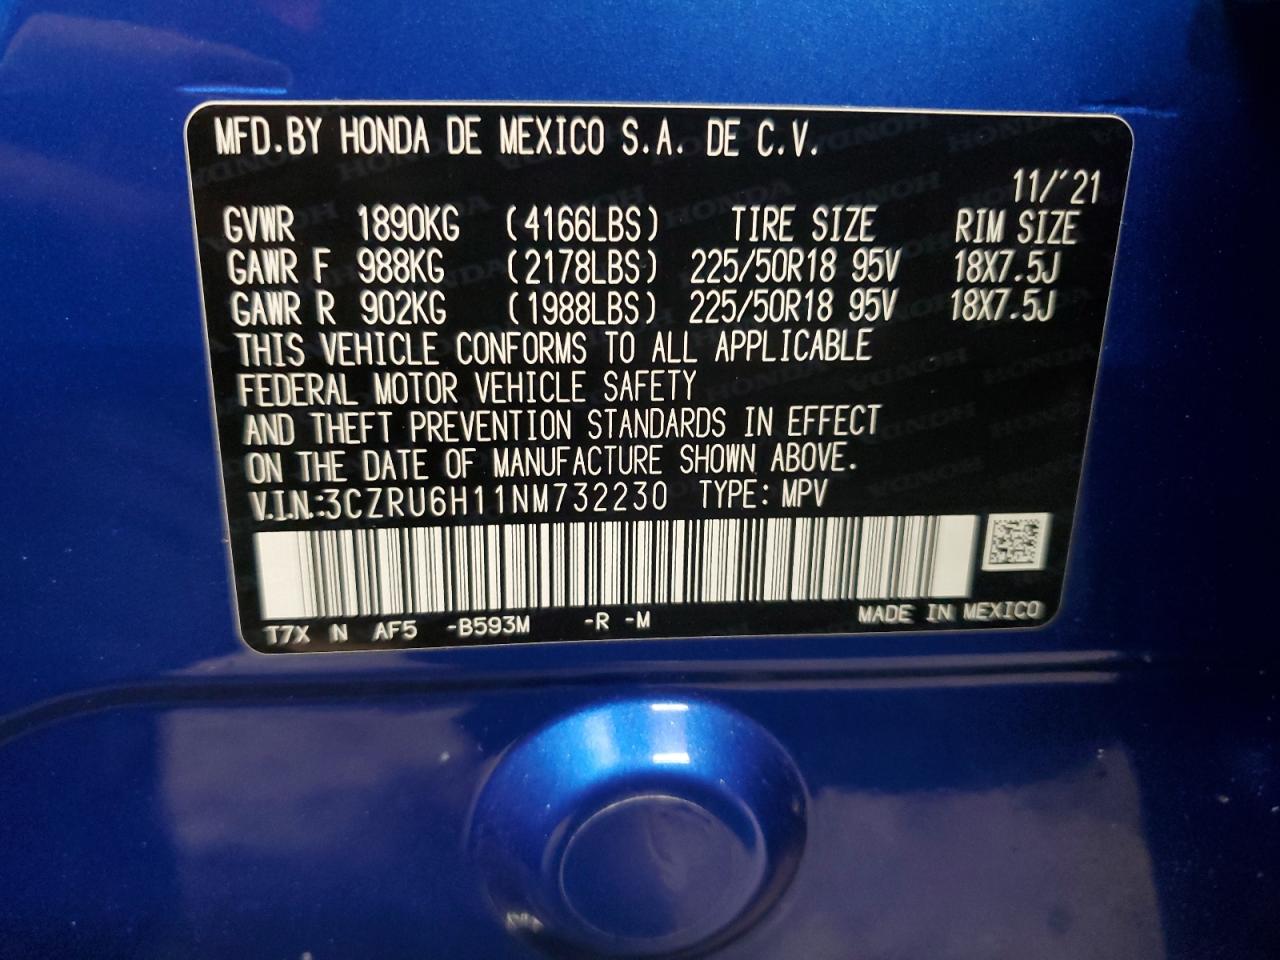 MFD.BY HONDA DE MEXICO S.A. DE C.V.
11/'21
GVWR 1890KG (4166LBS) TIRE SIZE RIM SIZE
GAWR F 988KG (2178LBS) 225/50R18 95V 18X7.5J
GAWR R 902KG (1988LBS) 225/50R18 95V 18X7.5J
THIS VEHICLE CONFORMS TO ALL APPLICABLE
FEDERAL MOTOR VEHICLE SAFETY
AND THEFT PREVENTION STANDARDS IN EFFECT
ON THE DATE OF MANUFACTURE SHOWN ABOVE.
V.I.N.:3CZRU6H11NM732230 TYPE: MPV
T7X N AF5 -B593M -R -M MADE IN MEXICO